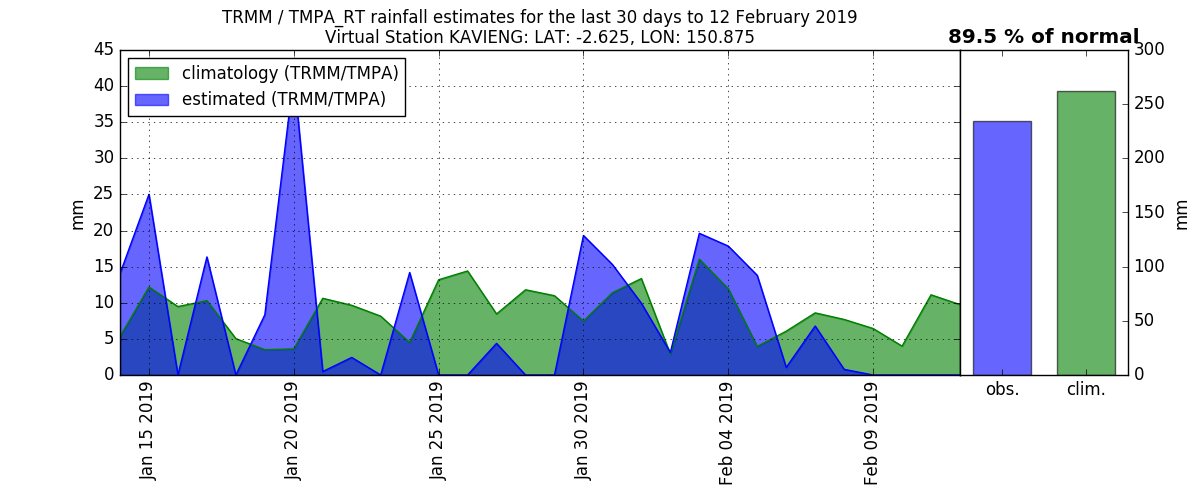 TRMM / TMPA_RT rainfall estimates for the last 30 days to 12 February 2019
Virtual Station KAVIENG: LAT: -2.625, LON: 150.875
89.5 % of normal
climatology (TRMM/TMPA)
estimated (TRMM/TMPA)
45
40
35
30
25
20
15
10
5
0
mm
Jan 15 2019
Jan 20 2019
Jan 25 2019
Jan 30 2019
Feb 04 2019
Feb 09 2019
300
250
200
150
100
50
0
mm
obs.
clim.